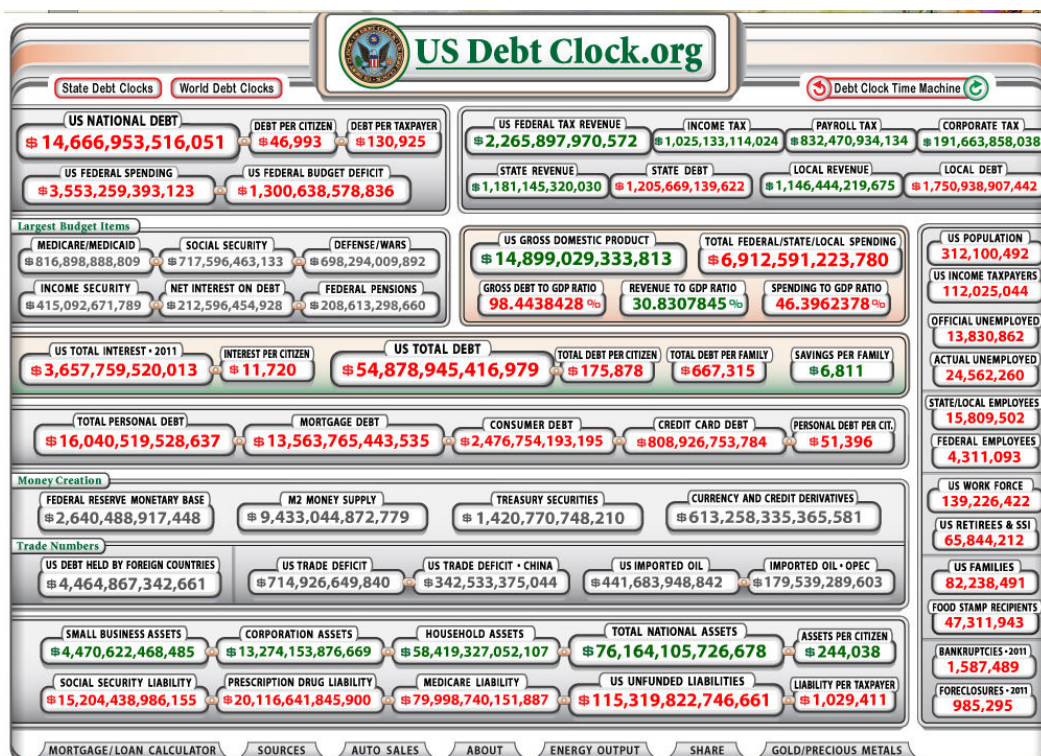 US Debt Clock.org
State Debt Clocks World Debt Clocks Debt Clock Time Machine
US NATIONAL DEBT DEBT PER CITIZEN DEBT PER TAXPAYER
$14,666,953,516,051 $46,993 $130,925
US FEDERAL SPENDING US FEDERAL BUDGET DEFICIT
$3,553,259,393,123 $1,300,638,578,836
US FEDERAL TAX REVENUE INCOME TAX PAYROLL TAX CORPORATE TAX
$2,265,897,970,572 $1,025,133,114,024 $832,470,934,134 $191,663,858,038
STATE REVENUE STATE DEBT LOCAL REVENUE LOCAL DEBT
$1,181,145,320,030 $1,205,669,139,622 $1,146,444,219,675 $1,750,938,907,442
Largest Budget Items
MEDICARE/MEDICAID SOCIAL SECURITY DEFENSE/WARS
$816,898,888,809 $717,596,463,133 $698,294,009,892
INCOME SECURITY NET INTEREST ON DEBT FEDERAL PENSIONS
$415,092,671,789 $212,596,454,928 $208,613,298,660
US GROSS DOMESTIC PRODUCT TOTAL FEDERAL/STATE/LOCAL SPENDING
$14,899,029,333,813 $6,912,591,223,780
GROSS DEBT TO GDP RATIO REVENUE TO GDP RATIO SPENDING TO GDP RATIO
98.4438428% 30.8307845% 46.3962378%
US POPULATION
312,100,492
US INCOME TAXPAYERS
112,025,044
OFFICIAL UNEMPLOYED
13,830,862
ACTUAL UNEMPLOYED
24,562,260
STATE/LOCAL EMPLOYEES
15,809,502
FEDERAL EMPLOYEES
4,311,093
US WORK FORCE
139,226,422
US RETIREES & SSI
65,844,212
US FAMILIES
82,238,491
FOOD STAMP RECIPIENTS
47,311,943
BANKRUPTCIES • 2011
1,587,489
FORECLOSURES • 2011
985,295
US TOTAL INTEREST • 2011 INTEREST PER CITIZEN US TOTAL DEBT TOTAL DEBT PER CITIZEN TOTAL DEBT PER FAMILY SAVINGS PER FAMILY
$3,657,759,520,013 $11,720 $54,878,945,416,979 $175,878 $667,315 $6,811
TOTAL PERSONAL DEBT MORTGAGE DEBT CONSUMER DEBT CREDIT CARD DEBT PERSONAL DEBT PER CIT.
$16,040,519,528,637 $13,563,765,443,535 $2,476,754,193,195 $808,926,753,784 $51,396
Money Creation
FEDERAL RESERVE MONETARY BASE M2 MONEY SUPPLY TREASURY SECURITIES CURRENCY AND CREDIT DERIVATIVES
$2,640,488,917,448 $9,433,044,872,779 $1,420,770,748,210 $613,258,335,365,581
Trade Numbers
US DEBT HELD BY FOREIGN COUNTRIES US TRADE DEFICIT US TRADE DEFICIT • CHINA US IMPORTED OIL IMPORTED OIL • OPEC
$4,464,867,342,661 $714,926,649,840 $342,533,375,044 $441,683,948,842 $179,539,289,603
SMALL BUSINESS ASSETS CORPORATION ASSETS HOUSEHOLD ASSETS TOTAL NATIONAL ASSETS ASSETS PER CITIZEN
$4,470,622,468,485 $13,274,153,876,669 $58,419,327,052,107 $76,164,105,726,678 $244,038
SOCIAL SECURITY LIABILITY PRESCRIPTION DRUG LIABILITY MEDICARE LIABILITY US UNFUNDED LIABILITIES LIABILITY PER TAXPAYER
$15,204,438,986,155 $20,116,641,845,900 $79,998,740,151,887 $115,319,822,746,661 $1,029,411
MORTGAGE/LOAN CALCULATOR SOURCES AUTO SALES ABOUT ENERGY OUTPUT SHARE GOLD/PRECIOUS METALS